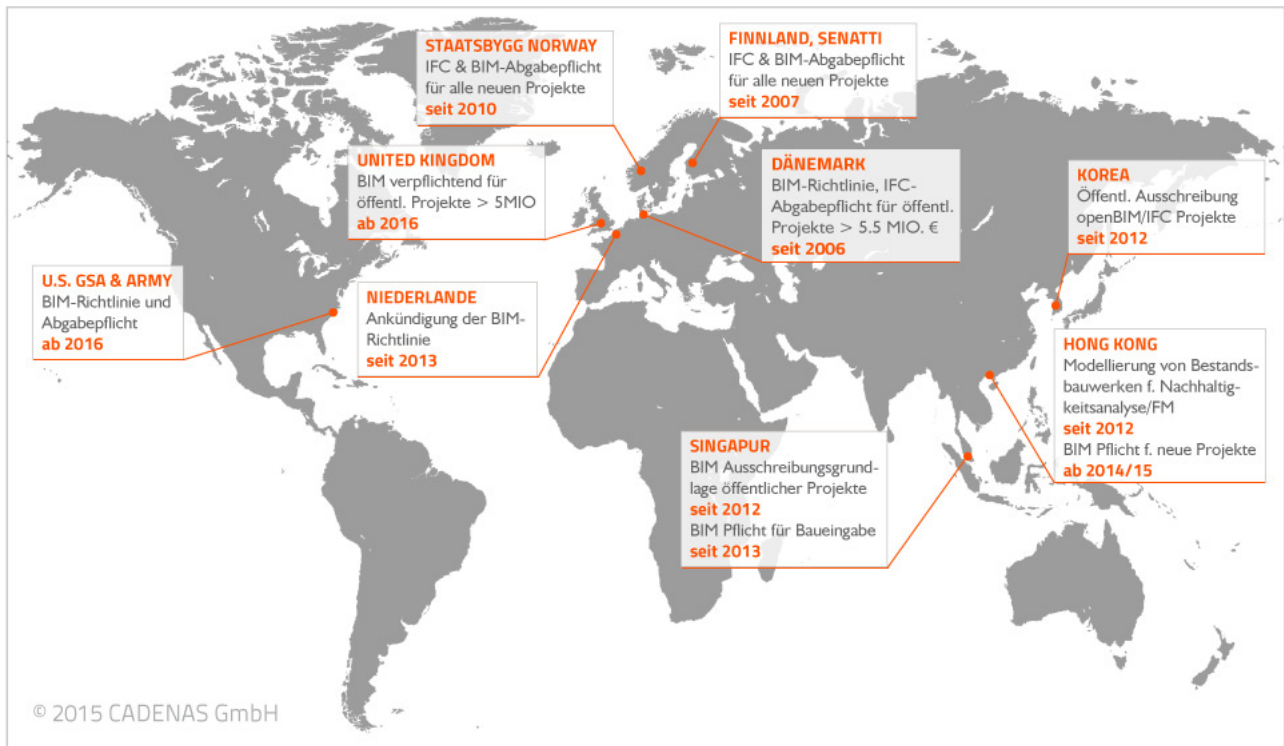 STAATSBYGG NORWAY
IFC & BIM-Abgabepflicht
für alle neuen Projekte
seit 2010
FINNLAND, SENATTI
IFC & BIM-Abgabepflicht
für alle neuen Projekte
seit 2007
UNITED KINGDOM
BIM verpflichtend für
öffentl. Projekte > 5MIO
ab 2016
DÄNEMARK
BIM-Richtlinie, IFC-
Abgabepflicht für öffentl.
Projekte > 5.5 MIO. €
seit 2006
KOREA
Öffentl. Ausschreibung
openBIM/IFC Projekte
seit 2012
U.S. GSA & ARMY
BIM-Richtlinie und
Abgabepflicht
ab 2016
NIEDERLANDE
Ankündigung der BIM-
Richtlinie
seit 2013
HONG KONG
Modellierung von Bestands-
bauwerken f. Nachhaltig-
keitsanalyse/FM
seit 2012
BIM Pflicht f. neue Projekte
ab 2014/15
SINGAPUR
BIM Ausschreibungsgrund-
lage öffentlicher Projekte
seit 2012
BIM Pflicht für Baueingabe
seit 2013
© 2015 CADENAS GmbH